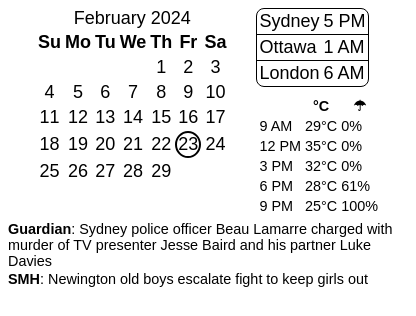 February 2024
Su Mo Tu We Th Fr Sa
1 2 3
4 5 6 7 8 9 10
11 12 13 14 15 16 17
18 19 20 21 22 23 24
25 26 27 28 29
Sydney 5 PM
Ottawa 1 AM
London 6 AM
°C ☂
9 AM 29°C 0%
12 PM 35°C 0%
3 PM 32°C 0%
6 PM 28°C 61%
9 PM 25°C 100%
Guardian: Sydney police officer Beau Lamarre charged with
murder of TV presenter Jesse Baird and his partner Luke
Davies
SMH: Newington old boys escalate fight to keep girls out